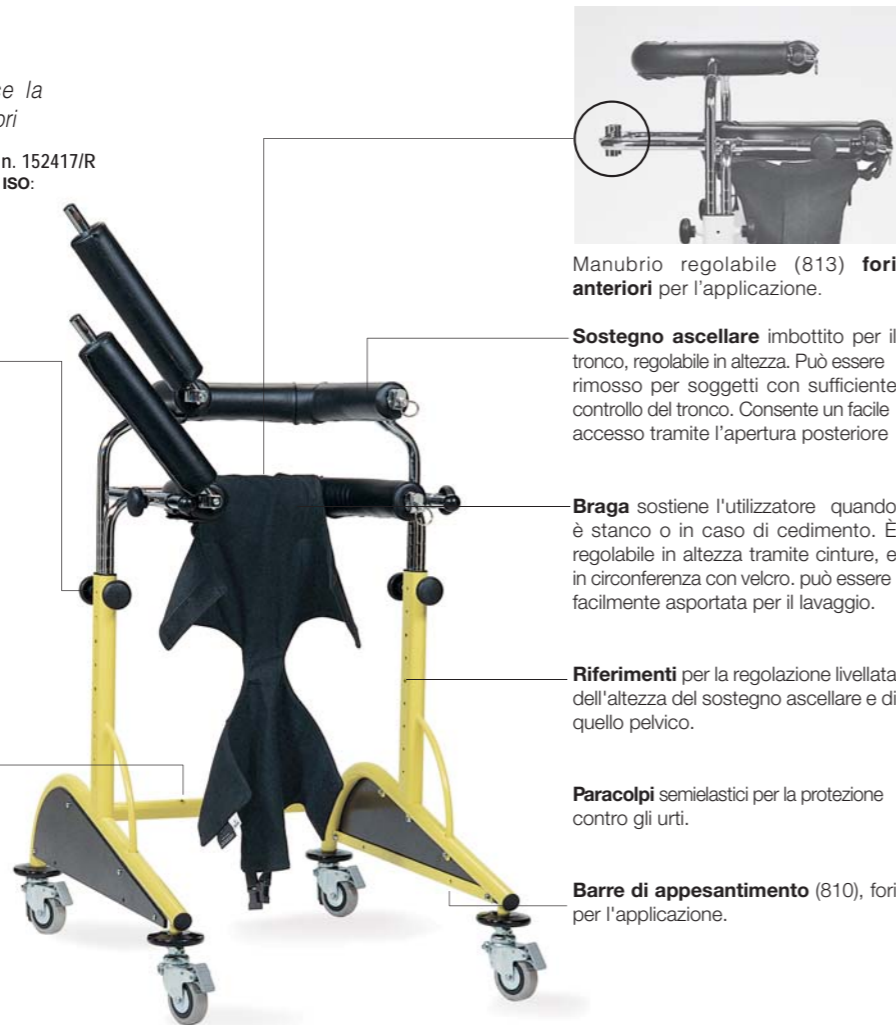 e la
ori
n. 152417/R
ISO:
Manubrio regolabile (813) fori
anteriori per l'applicazione.
Sostegno ascellare imbottito per il
tronco, regolabile in altezza. Può essere
rimosso per soggetti con sufficiente
controllo del tronco. Consente un facile
accesso tramite l'apertura posteriore
Braga sostiene l'utilizzatore quando
è stanco o in caso di cedimento. È
regolabile in altezza tramite cinture, e
in circonferenza con velcro. può essere
facilmente asportata per il lavaggio.
Riferimenti per la regolazione livellata
dell'altezza del sostegno ascellare e di
quello pelvico.
Paracolpi semielastici per la protezione
contro gli urti.
Barre di appesantimento (810), fori
per l'applicazione.